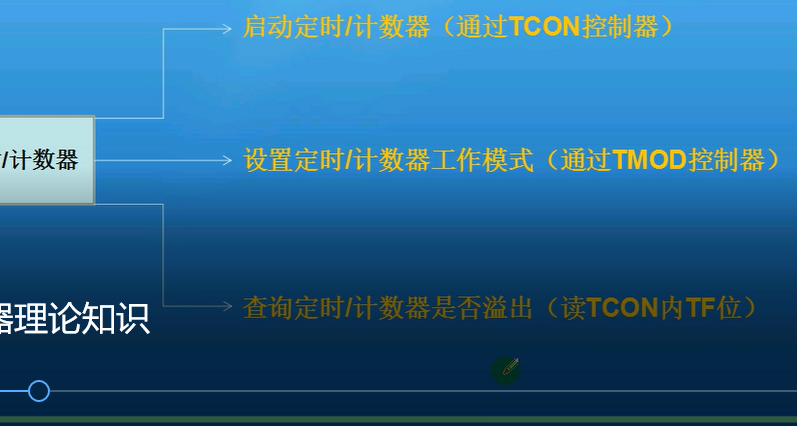 启动定时/计数器（通过TCON控制器）
/计数器
设置定时/计数器工作模式（通过TMOD控制器）
查询定时/计数器是否溢出（读TCON内TF位）
器理论知识